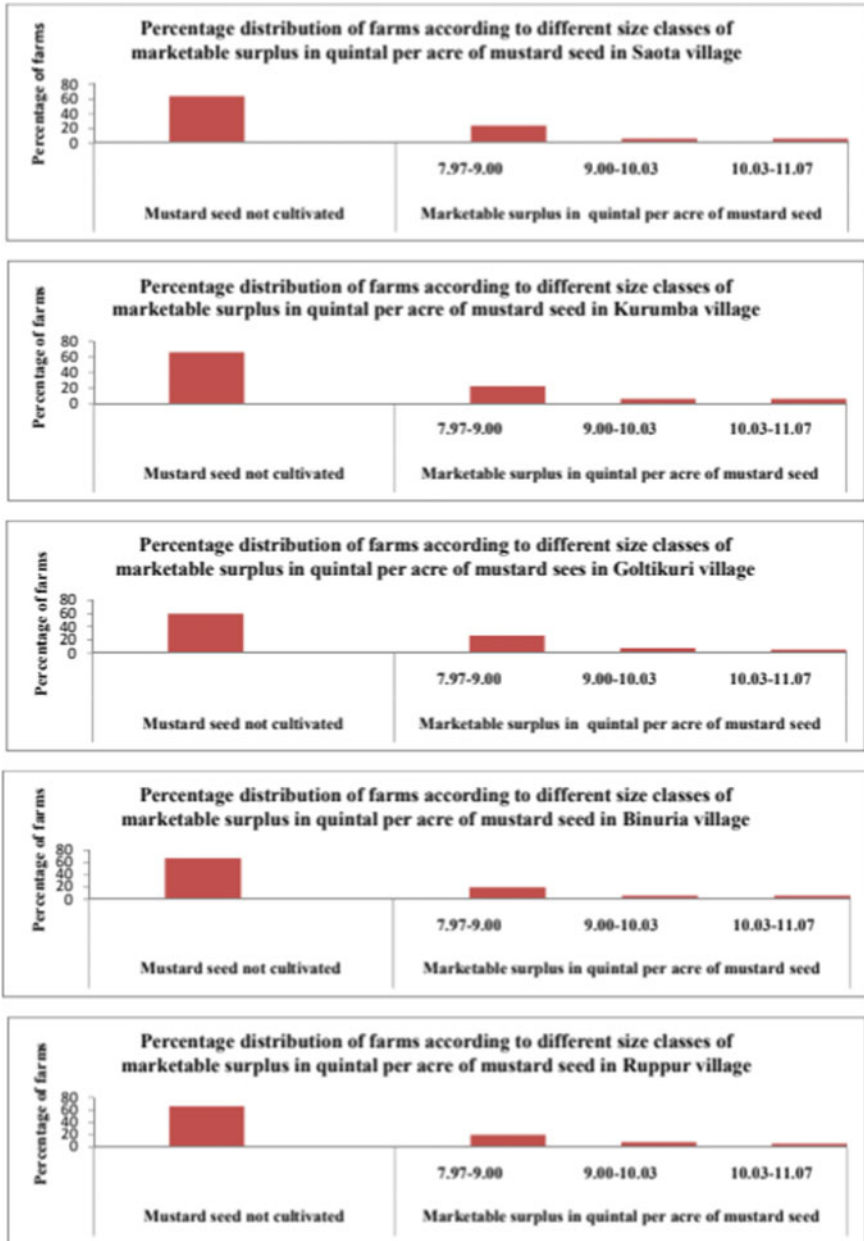 Percentage distribution of farms according to different size classes of
marketable surplus in quintal per acre of mustard seed in Saota village
Percentage of farms
80
60
40
20
0
7.97-9.00 9.00-10.03 10.03-11.07
Mustard seed not cultivated Marketable surplus in quintal per acre of mustard seed
Percentage distribution of farms according to different size classes of
marketable surplus in quintal per acre of mustard seed in Kurumba village
Percentage of farms
80
60
40
20
0
7.97-9.00 9.00-10.03 10.03-11.07
Mustard seed not cultivated Marketable surplus in quintal per acre of mustard seed
Percentage distribution of farms according to different size classes of
marketable surplus in quintal per acre of mustard sees in Goltikuri village
Percentage of farms
80
60
40
20
0
7.97-9.00 9.00-10.03 10.03-11.07
Mustard seed not cultivated Marketable surplus in quintal per acre of mustard seed
Percentage distribution of farms according to different size classes of
marketable surplus in quintal per acre of mustard seed in Binuria village
Percentage of farms
80
60
40
20
0
7.97-9.00 9.00-10.03 10.03-11.07
Mustard seed not cultivated Marketable surplus in quintal per acre of mustard seed
Percentage distribution of farms according to different size classes of
marketable surplus in quintal per acre of mustard seed in Ruppur village
Percentage of farms
80
60
40
20
0
7.97-9.00 9.00-10.03 10.03-11.07
Mustard seed not cultivated Marketable surplus in quintal per acre of mustard seed